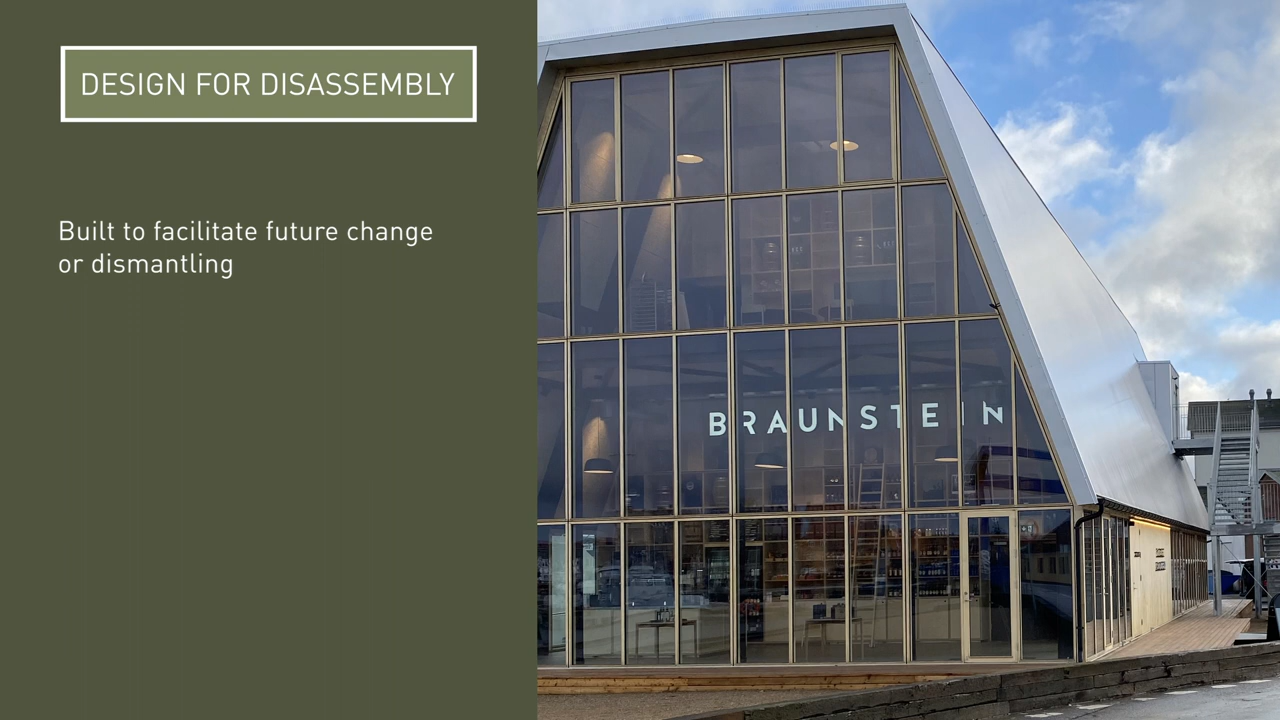 DESIGN FOR DISASSEMBLY
Built to facilitate future change
or dismantling
BRAUNSTEIN